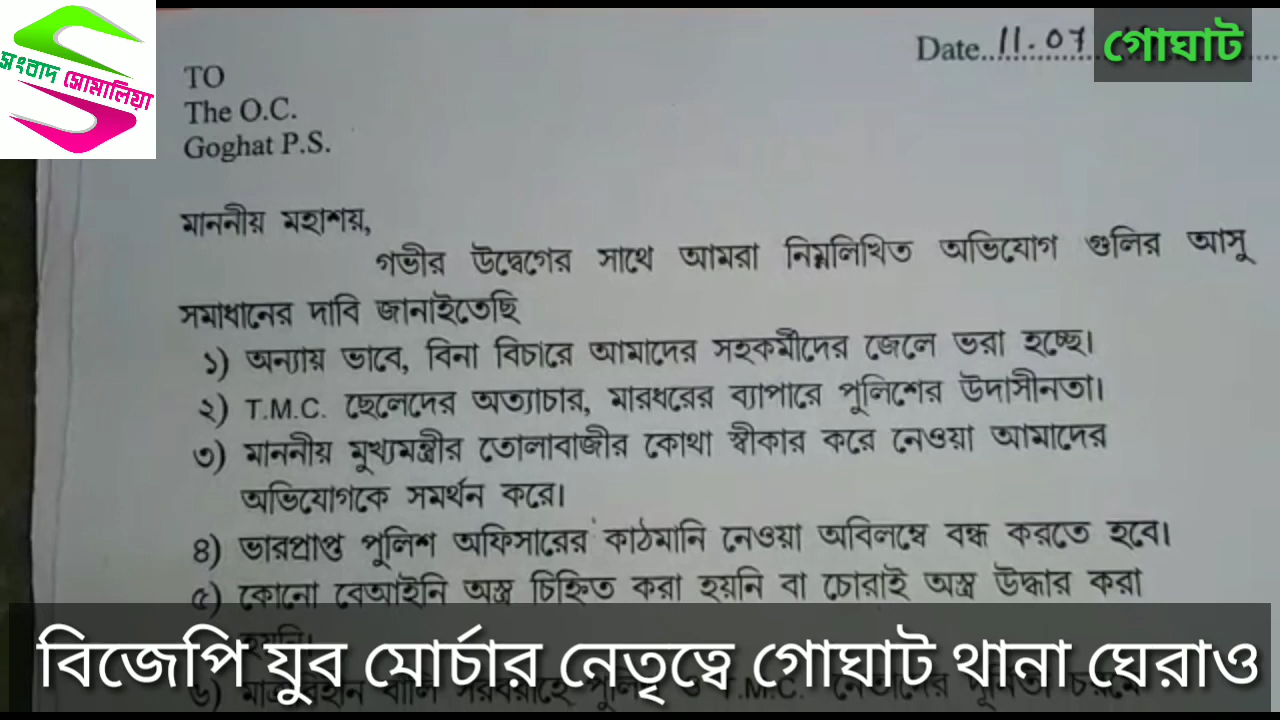 সংবাদ সোমালিয়া
Date..11.07
গোঘাট
TO
The O.C.
Goghat P.S.
মাননীয় মহাশয়,
গভীর উদ্বেগের সাথে আমরা নিম্নলিখিত অভিযোগ গুলির আসু
সমাধানের দাবি জানাইতেছি
১) অন্যায় ভাবে, বিনা বিচারে আমাদের সহকর্মীদের জেলে ভরা হচ্ছে।
২) T.M.C. ছেলেদের অত্যাচার, মারধরের ব্যাপারে পুলিশের উদাসীনতা।
৩) মাননীয় মুখ্যমন্ত্রীর তোলাবাজীর কোথা স্বীকার করে নেওয়া আমাদের
অভিযোগকে সমর্থন করে।
৪) ভারপ্রাপ্ত পুলিশ অফিসারের কাঠমানি নেওয়া অবিলম্বে বন্ধ করতে হবে।
৫) কোনো বেআইনি অস্ত্র চিহ্নিত করা হয়নি বা চোরাই অস্ত্র উদ্ধার করা
হয়নি।
বিজেপি যুব মোর্চার নেতৃত্বে গোঘাট থানা ঘেরাও
৬) T.M.C.